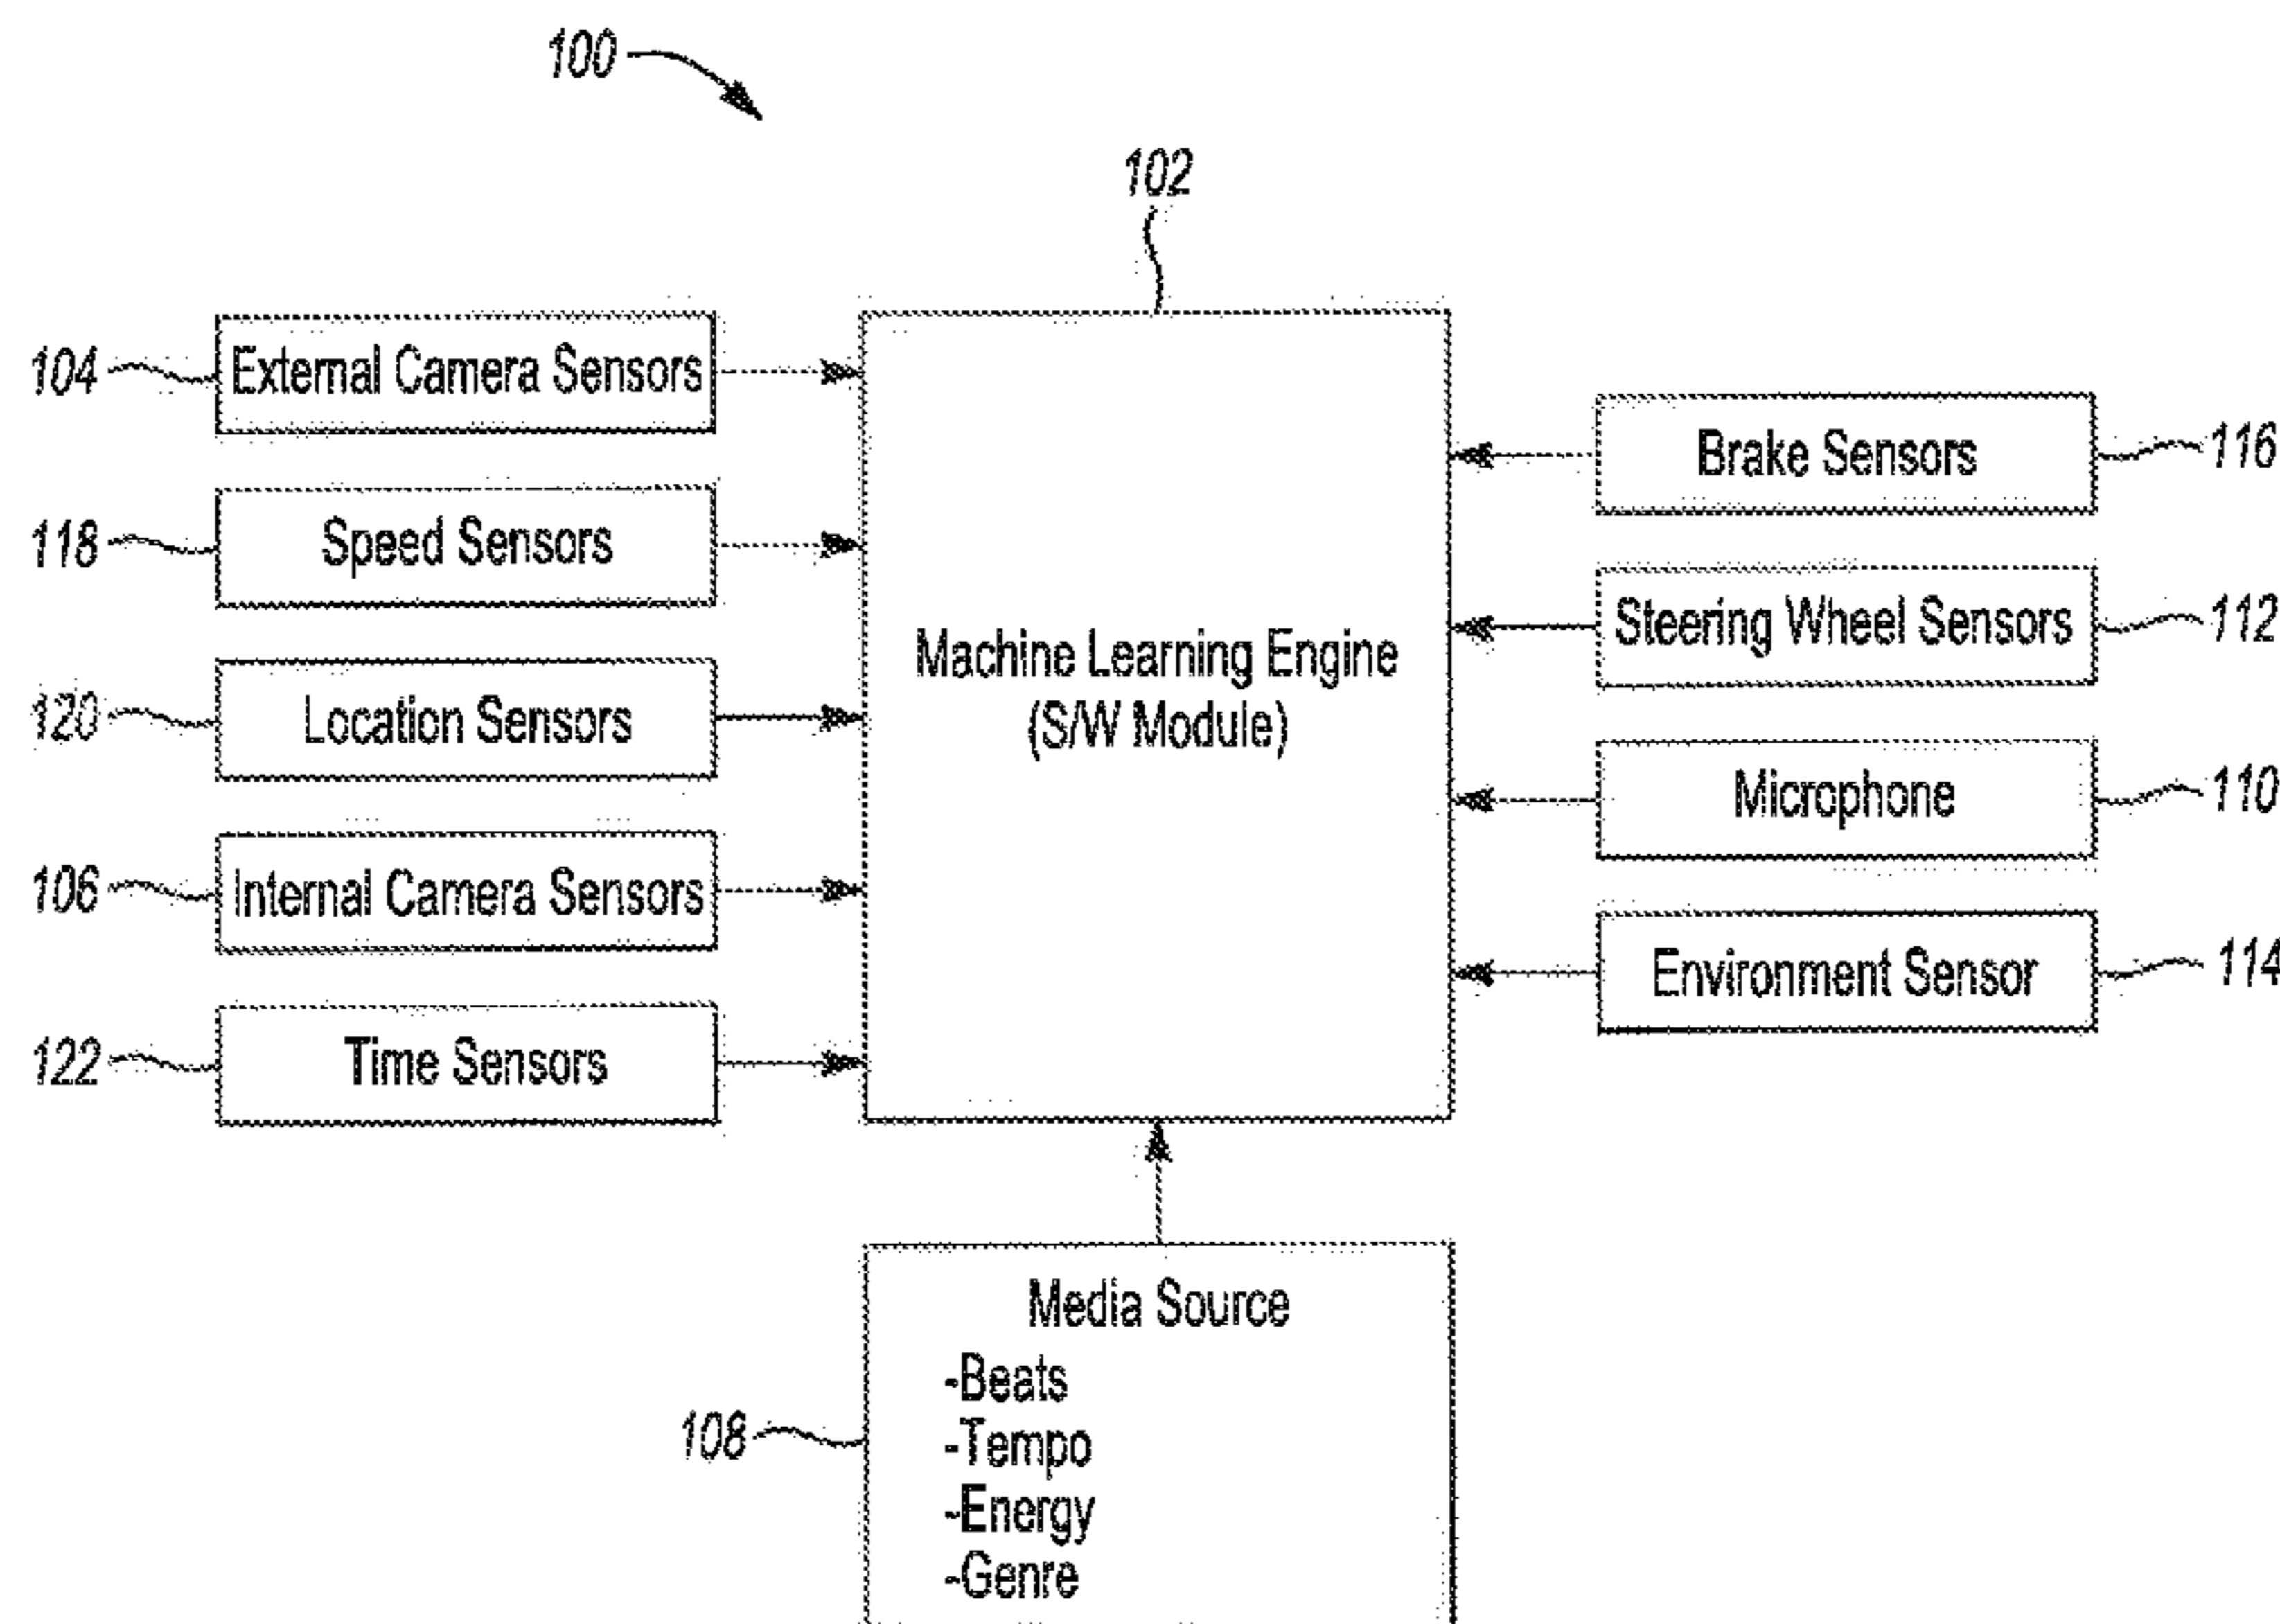 100
102
104 External Camera Sensors
118 Speed Sensors
120 Location Sensors
106 Internal Camera Sensors
122 Time Sensors
Machine Learning Engine
(S/W Module)
Brake Sensors 116
Steering Wheel Sensors 112
Microphone 110
Environment Sensor 114
Media Source
-Beats
-Tempo
-Energy
-Genre
108